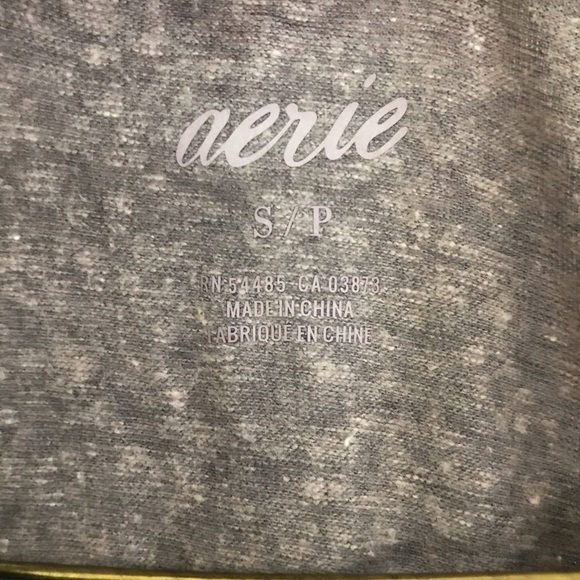 aerie
S/P
RN 54485 CA 03873
MADE IN CHINA
FABRIQUÉ EN CHINE